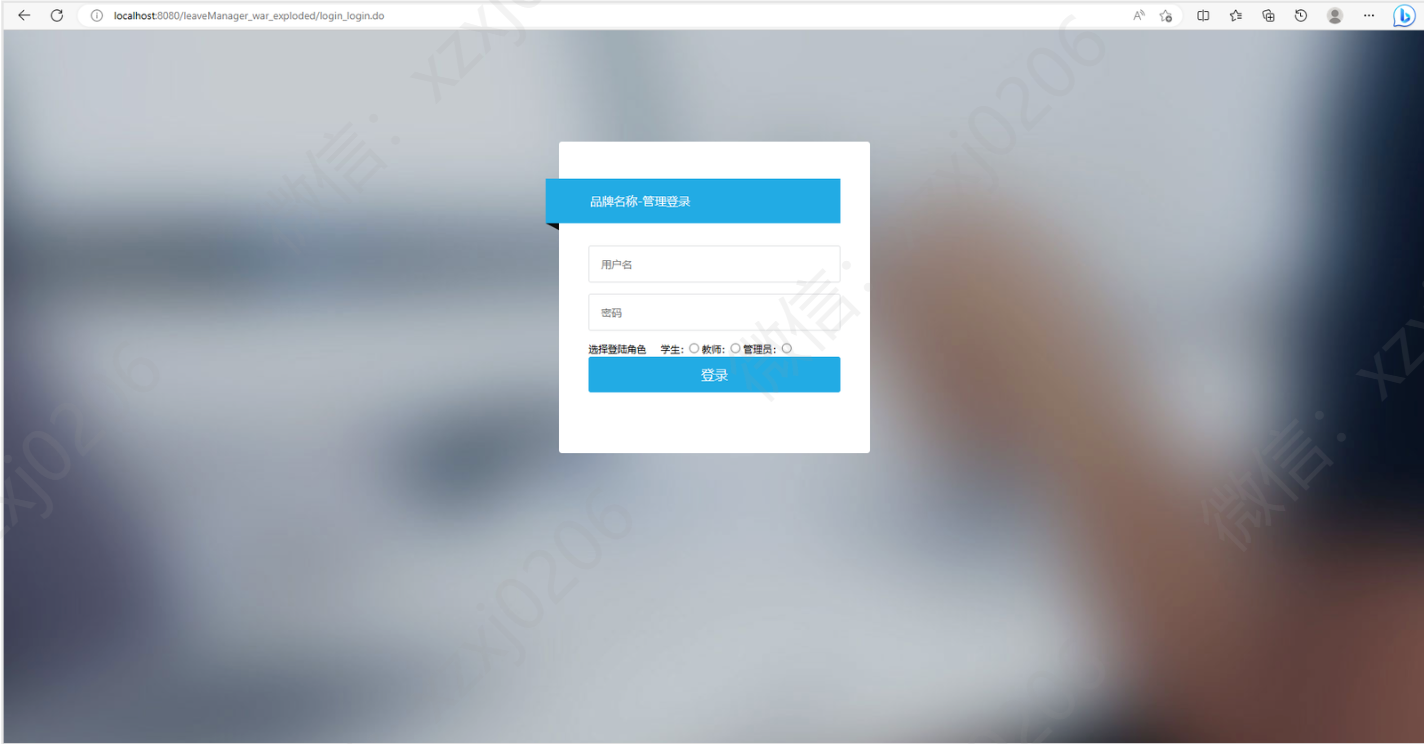 localhost:8080/leaveManager_war_exploded/login_login.do
品牌名称-管理登录
用户名
密码
选择登陆角色 学生： 教师： 管理员：
登录
微信：xzxj0206